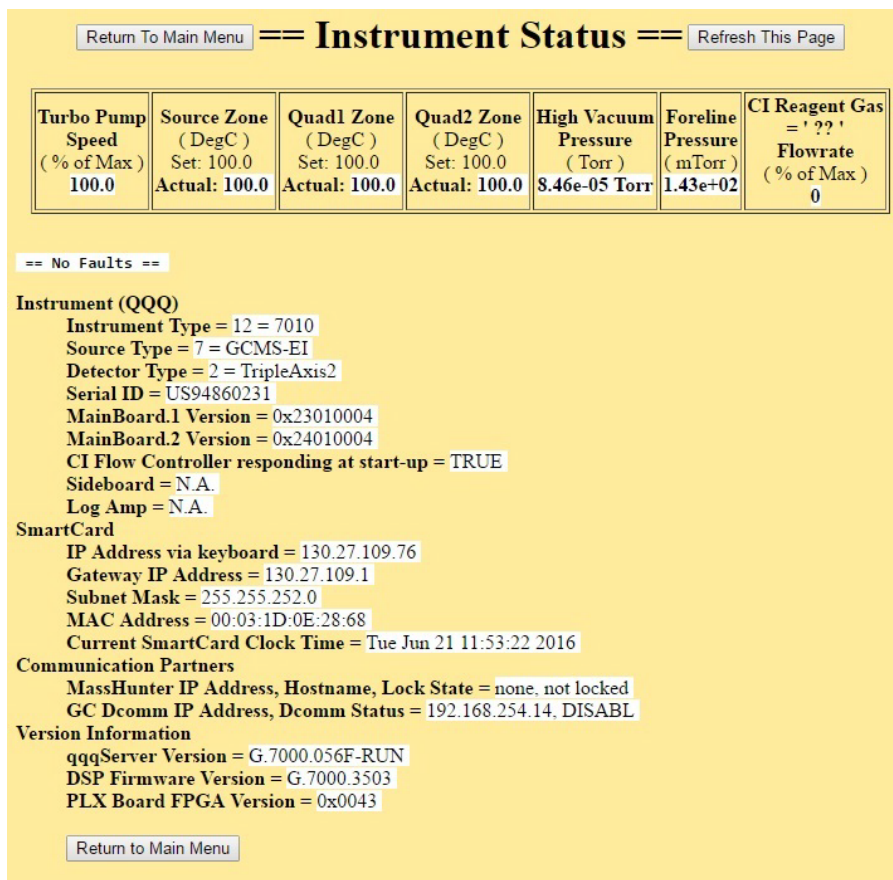 Return To Main Menu == Instrument Status == Refresh This Page
Turbo Pump Speed ( % of Max ) 100.0
Source Zone ( DegC ) Set: 100.0 Actual: 100.0
Quad1 Zone ( DegC ) Set: 100.0 Actual: 100.0
Quad2 Zone ( DegC ) Set: 100.0 Actual: 100.0
High Vacuum Pressure ( Torr ) 8.46e-05 Torr
Foreline Pressure ( mTorr ) 1.43e+02
CI Reagent Gas = ' ?? ' Flowrate ( % of Max ) 0
== No Faults ==
Instrument (QQQ)
Instrument Type = 12 = 7010
Source Type = 7 = GCMS-EI
Detector Type = 2 = TripleAxis2
Serial ID = US94860231
MainBoard.1 Version = 0x23010004
MainBoard.2 Version = 0x24010004
CI Flow Controller responding at start-up = TRUE
Sideboard = N.A.
Log Amp = N.A.
SmartCard
IP Address via keyboard = 130.27.109.76
Gateway IP Address = 130.27.109.1
Subnet Mask = 255.255.252.0
MAC Address = 00:03:1D:0E:28:68
Current SmartCard Clock Time = Tue Jun 21 11:53:22 2016
Communication Partners
MassHunter IP Address, Hostname, Lock State = none, not locked
GC Dcomm IP Address, Dcomm Status = 192.168.254.14, DISABL
Version Information
qqqServer Version = G.7000.056F-RUN
DSP Firmware Version = G.7000.3503
PLX Board FPGA Version = 0x0043
Return to Main Menu